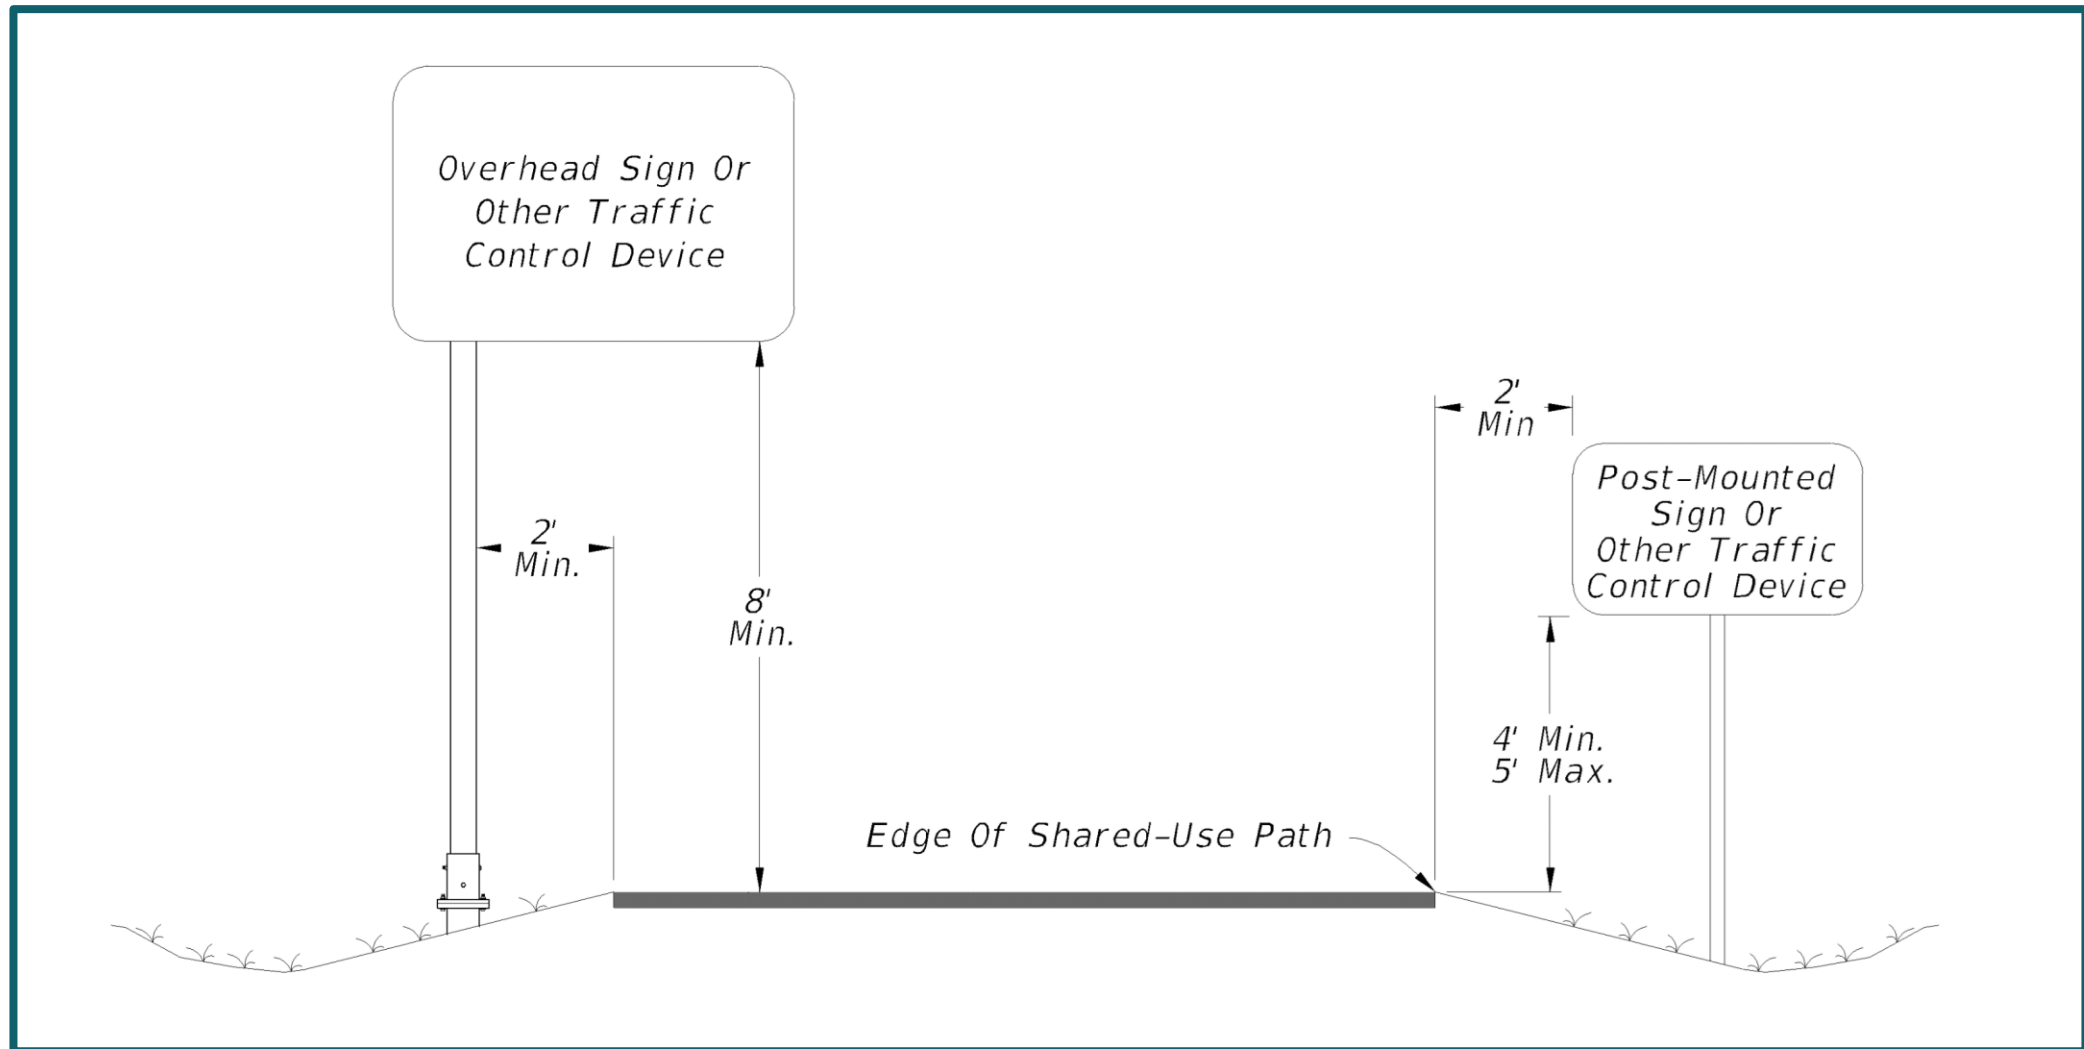 Overhead Sign Or
Other Traffic
Control Device
2'
Min.
8'
Min.
2'
Min
Post-Mounted
Sign Or
Other Traffic
Control Device
4' Min.
5' Max.
Edge Of Shared-Use Path